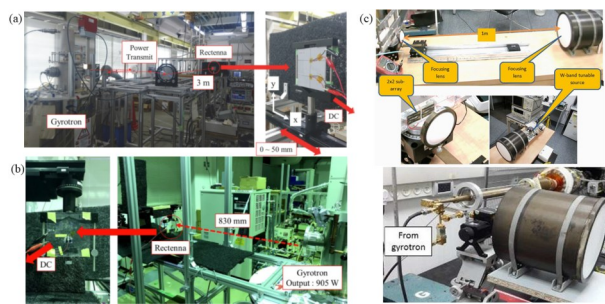 (a)
Power
Transmit
Rectenna
3 m
Gyrotron
y
x
DC
0 ~ 50 mm
(b)
DC
830 mm
Rectenna
Gyrotron
Output : 905 W
(c)
1m
Focusing
lens
Focusing
lens
2x2 sub
array
W-band tunable
source
From
gyrotron